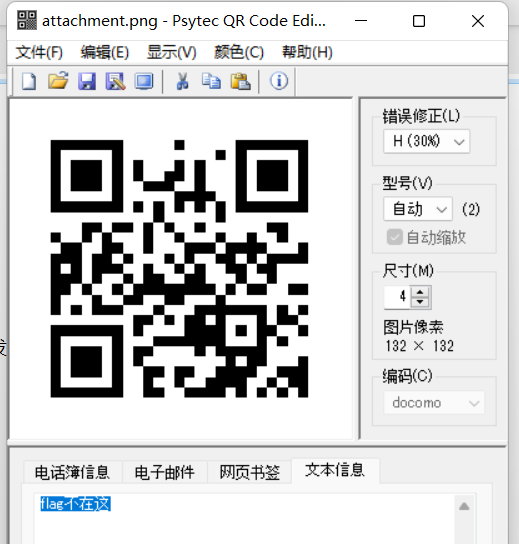 attachment.png - Psytec QR Code Edi...
文件(F) 编辑(E) 显示(V) 颜色(C) 帮助(H)
错误修正(L)
H (30%)
型号(V)
自动 (2)
自动缩放
尺寸(M)
4
图片像素
132 × 132
编码(C)
docomo
电话簿信息 电子邮件 网页书签 文本信息
flag不在这